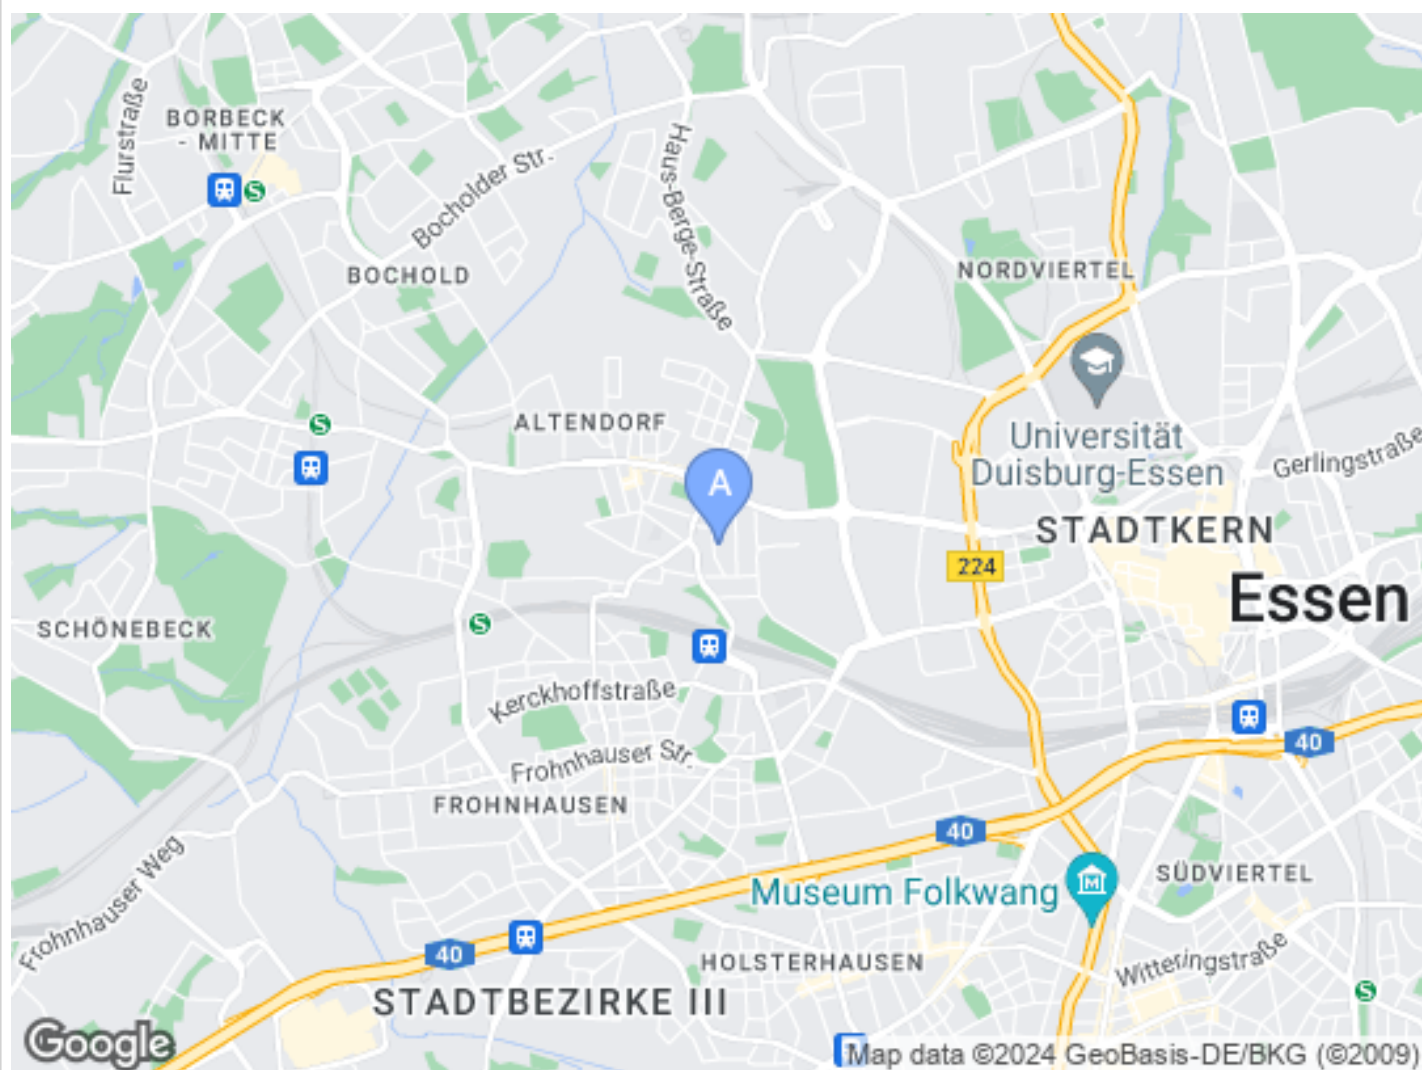 Flurstraße
BORBECK
- MITTE
S
Bocholder Str.
Haus-Berge-Straße
BOCHOLD
NORDVIERTEL
ALTENDORF
S
A
Universität
Duisburg-Essen
Gerlingstraße
STADTKERN
224
Essen
SCHÖNEBECK
S
Kerckhoffstraße
Frohnhauser Str.
40
FROHNHAUSEN
40
Frohnhauser Weg
Museum Folkwang
M
SÜDVIERTEL
40
HOLSTERHAUSEN
Witteringstraße
STADTBEZIRKE III
S
Google
Map data ©2024 GeoBasis-DE/BKG (©2009)